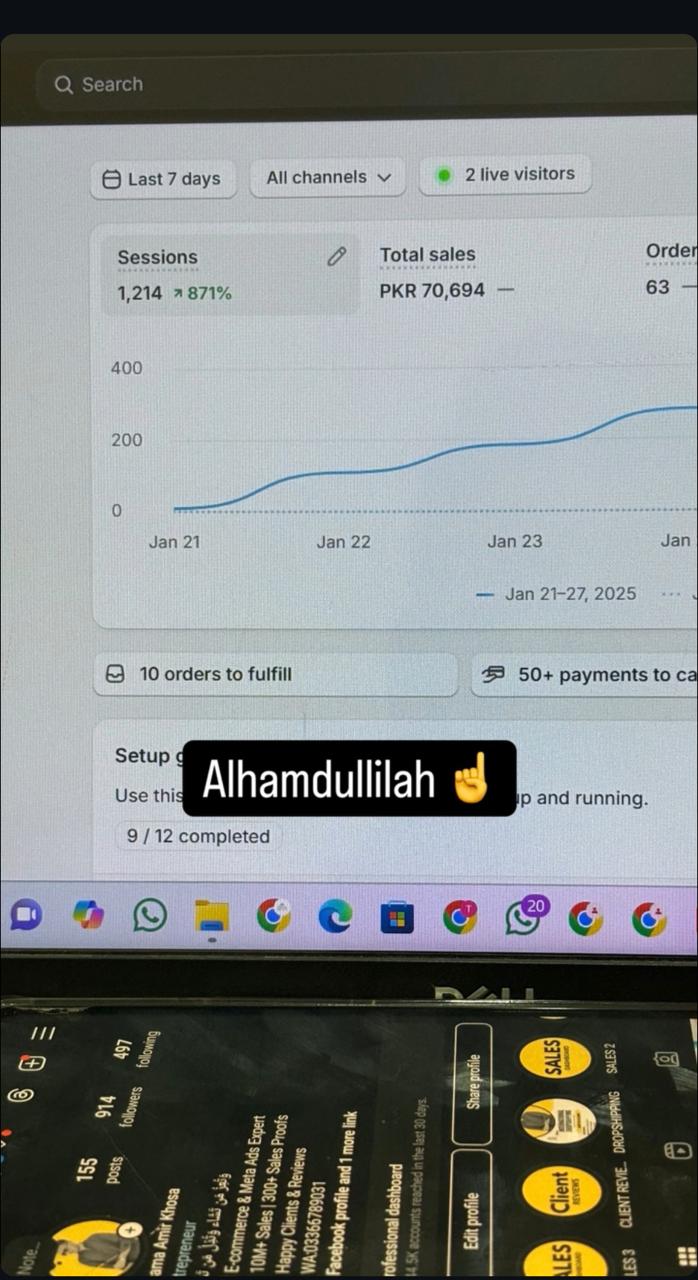 Search
Last 7 days
All channels
2 live visitors
Sessions
1,214 ↗ 871%
Total sales
PKR 70,694 —
Order
63 —
400
200
0
Jan 21
Jan 22
Jan 23
Jan
Jan 21–27, 2025
10 orders to fulfill
50+ payments to ca
Setup g
Use this
up and running.
Alhamdullilah ☝️
9 / 12 completed
20
DELL
Note...
155
posts
914
followers
497
following
ama Amir Khosa
trepreneur
E-commerce & Meta Ads Expert
10M+ Sales | 300+ Sales Proofs
Happy Clients & Reviews
WA:03366789031
Facebook profile and 1 more link
rofessional dashboard
4.5K accounts reached in the last 30 days.
Edit profile
Share profile
LES
Client
REVIEWS
SALES
LES 3
CLIENT REVIE...
DROPSHIPPING
SALES 2